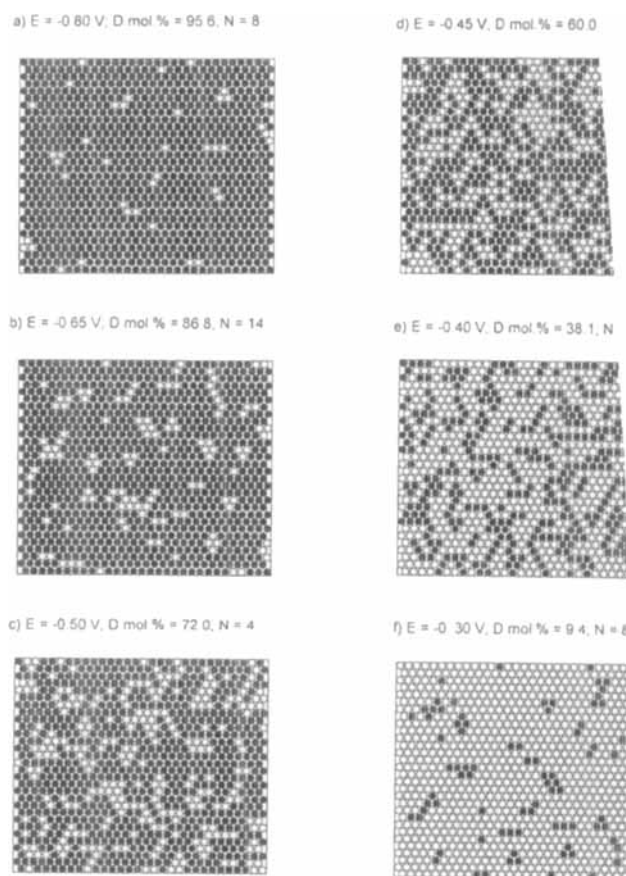 a) E = -0.80 V; D mol % = 95.6, N = 8
b) E = -0.65 V, D mol % = 86.8, N = 14
c) E = -0.50 V, D mol % = 72.0, N = 4
d) E = -0.45 V, D mol.% = 60.0
e) E = -0.40 V, D mol.% = 38.1, N
f) E = -0.30 V, D mol % = 9.4, N = 8